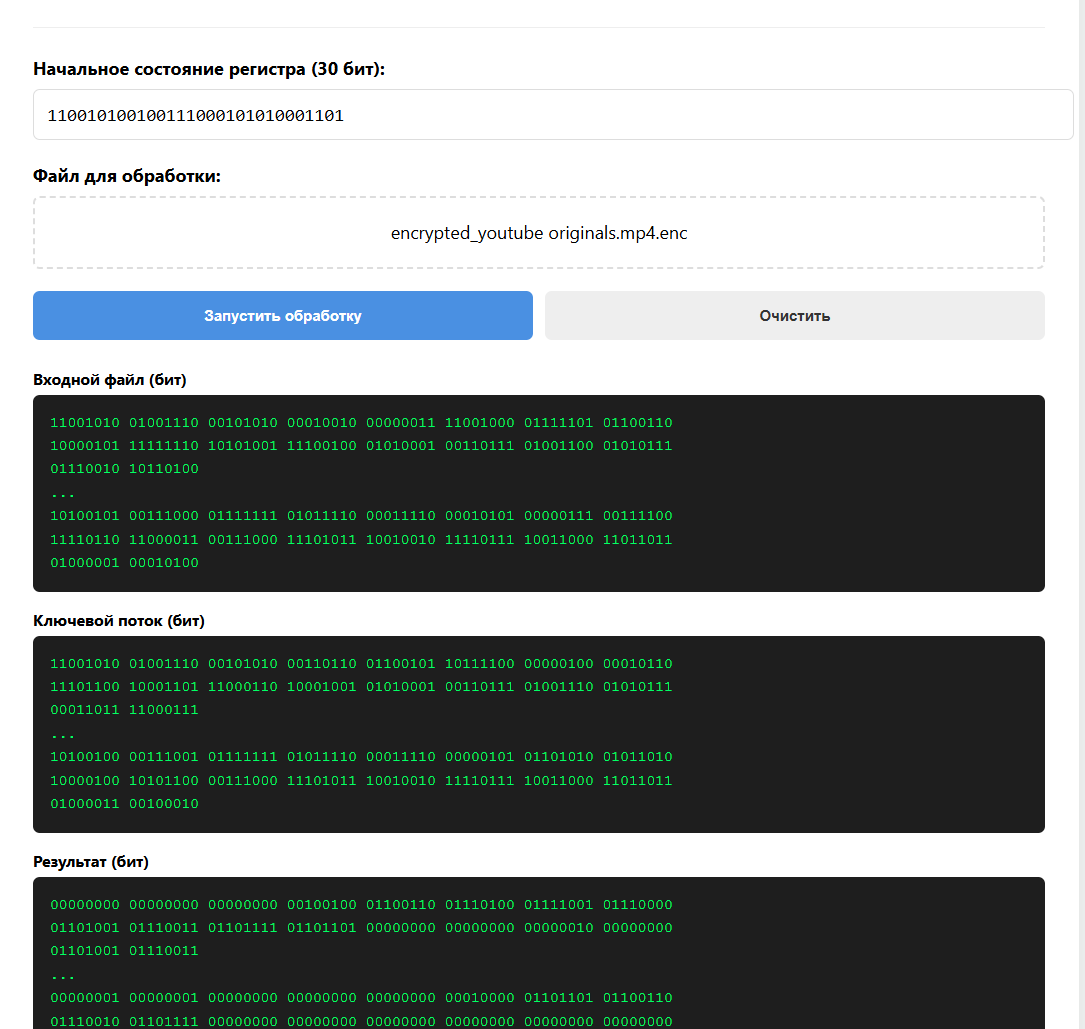 Начальное состояние регистра (30 бит):
110010100100111000101010001101
Файл для обработки:
encrypted_youtube originals.mp4.enc
Запустить обработку
Очистить
Входной файл (бит)
11001010 01001110 00101010 00010010 00000011 11001000 01111101 01100110
10000101 11111110 10101001 11100100 01010001 00110111 01001100 01010111
01110010 10110100
...
10100101 00111000 01111111 01011110 00011110 00010101 00000111 00111100
11110110 11000011 00111000 11101011 10010010 11110111 10011000 11011011
01000001 00010100
Ключевой поток (бит)
11001010 01001110 00101010 00110110 01100101 10111100 00000100 00010110
11101100 10001101 11000110 10001001 01010001 00110111 01001110 01010111
00011011 11000111
...
10100100 00111001 01111111 01011110 00011110 00000101 01101010 01011010
10000100 10101100 00111000 11101011 10010010 11110111 10011000 11011011
01000011 00100010
Результат (бит)
00000000 00000000 00000000 00100100 01100110 01110100 01111001 01110000
01101001 01110011 01101111 01101101 00000000 00000000 00000010 00000000
01101001 01110011
...
00000001 00000001 00000000 00000000 00000000 00010000 01101101 01100110
01110010 01101111 00000000 00000000 00000000 00000000 00000000 00000000